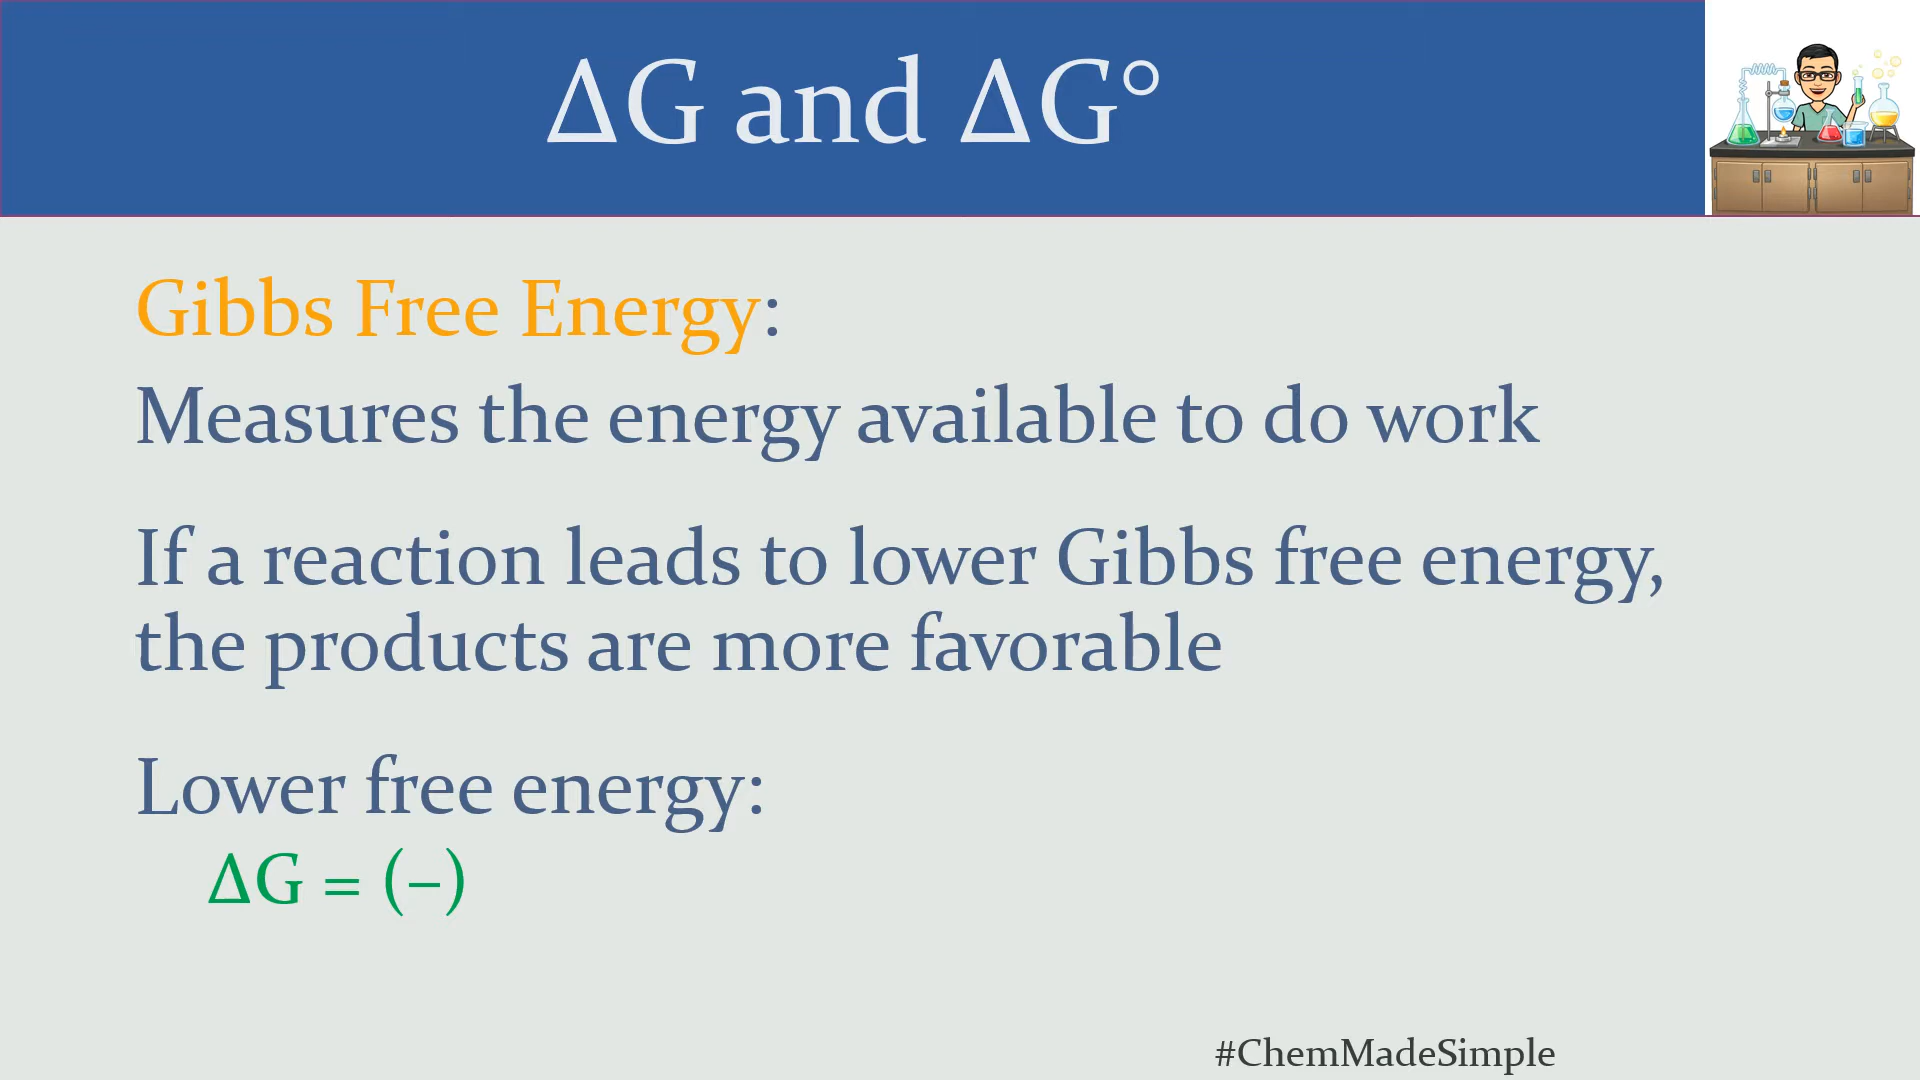 ΔG and ΔG°
Gibbs Free Energy:
Measures the energy available to do work
If a reaction leads to lower Gibbs free energy,
the products are more favorable
Lower free energy:
ΔG = (–)
#ChemMadeSimple